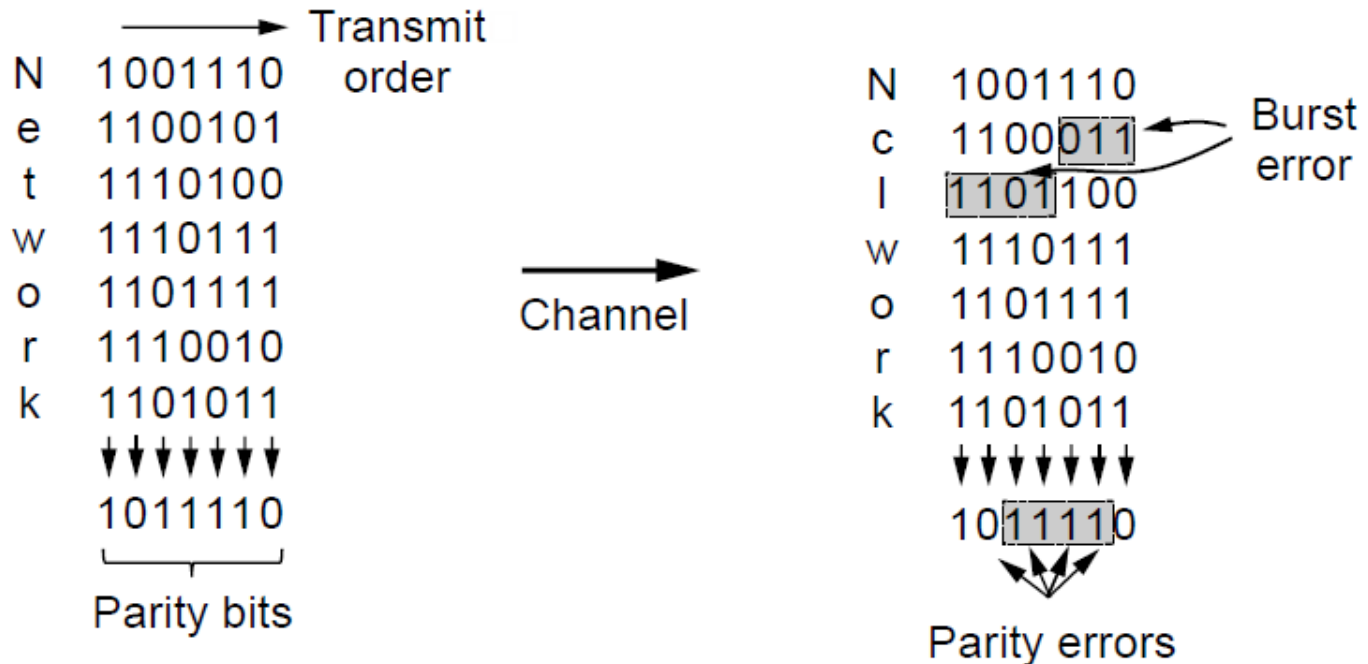 Transmit
order
N 1001110
e 1100101
t 1110100
w 1110111
o 1101111
r 1110010
k 1101011
1011110
Parity bits
Channel
N 1001110
c 1100011
l 1101100
w 1110111
o 1101111
r 1110010
k 1101011
1011110
Parity errors
Burst
error